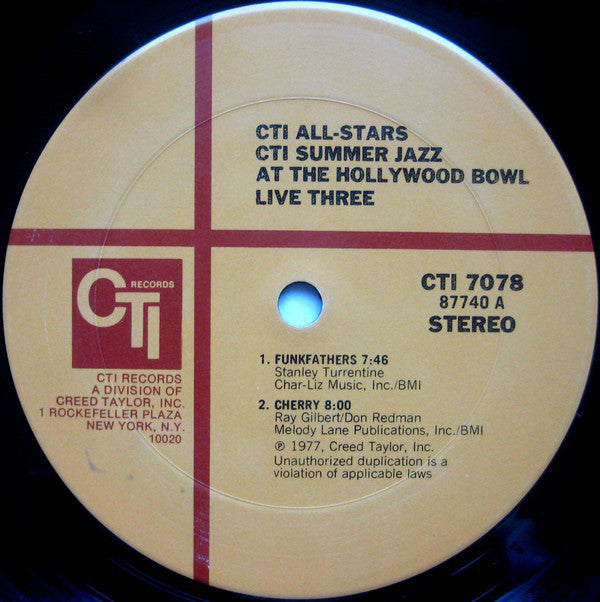 CTI ALL-STARS
CTI SUMMER JAZZ
AT THE HOLLYWOOD BOWL
LIVE THREE
CTI RECORDS
CTI 7078
87740 A
STEREO
CTI RECORDS
A DIVISION OF
CREED TAYLOR, INC.
1 ROCKEFELLER PLAZA
NEW YORK, N.Y.
10020
1. FUNKFATHERS 7:46
Stanley Turrentine
Char-Liz Music, Inc./BMI
2. CHERRY 8:00
Ray Gilbert/Don Redman
Melody Lane Publications, Inc./BMI
℗ 1977, Creed Taylor, Inc.
Unauthorized duplication is a
violation of applicable laws